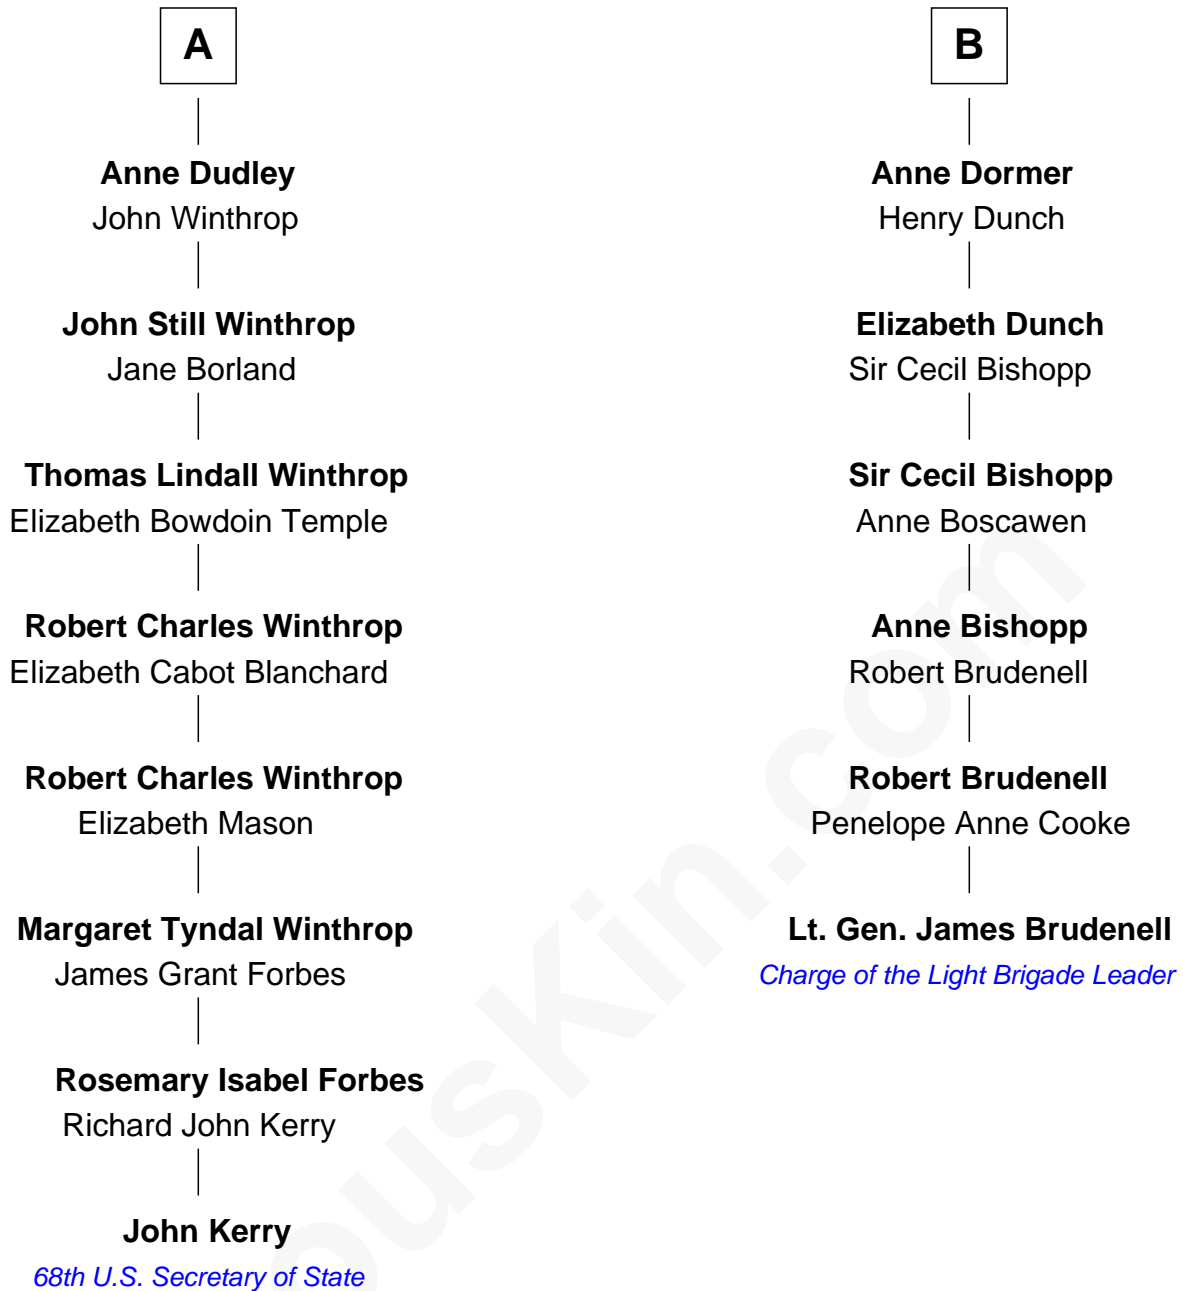 A
Anne Dudley
John Winthrop
John Still Winthrop
Jane Borland
Thomas Lindall Winthrop
Elizabeth Bowdoin Temple
Robert Charles Winthrop
Elizabeth Cabot Blanchard
Robert Charles Winthrop
Elizabeth Mason
Margaret Tyndal Winthrop
James Grant Forbes
Rosemary Isabel Forbes
Richard John Kerry
John Kerry
68th U.S. Secretary of State
B
Anne Dormer
Henry Dunch
Elizabeth Dunch
Sir Cecil Bishopp
Sir Cecil Bishopp
Anne Boscawen
Anne Bishopp
Robert Brudenell
Robert Brudenell
Penelope Anne Cooke
Lt. Gen. James Brudenell
Charge of the Light Brigade Leader
ousKin.com